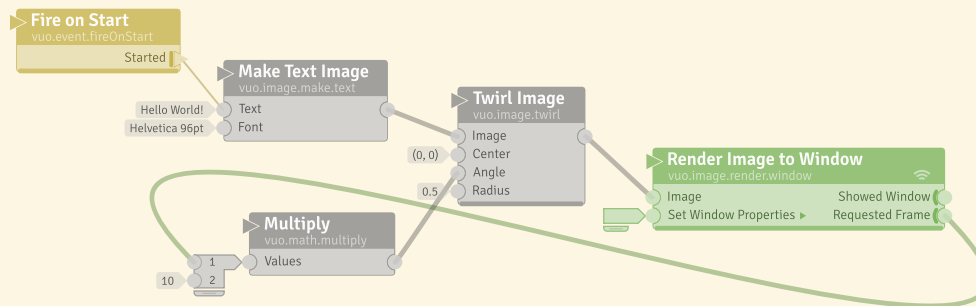 Fire on Start
vuo.event.fireOnStart
Started
Make Text Image
vuo.image.make.text
Hello World!
Text
Helvetica 96pt
Font
Twirl Image
vuo.image.twirl
Image
(0, 0)
Center
Angle
0.5
Radius
Render Image to Window
vuo.image.render.window
Image
Showed Window
Set Window Properties
Requested Frame
Multiply
vuo.math.multiply
1
Values
10
2